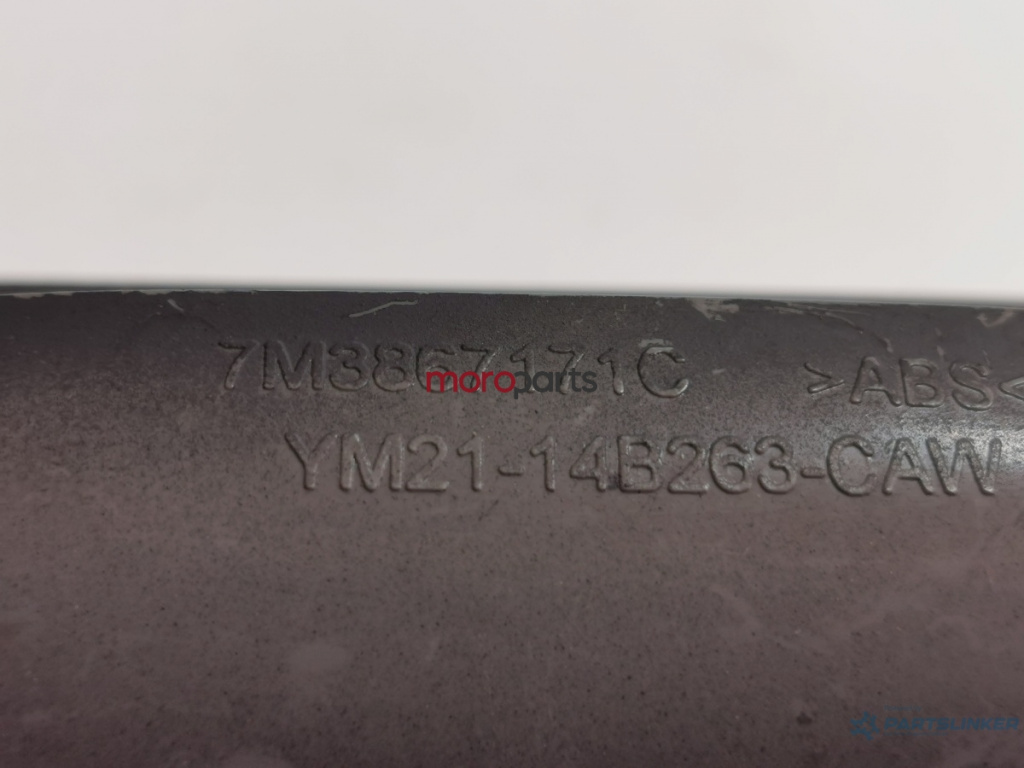 7M3867171C >ABS<
moroparts
YM21-14B263-CAW
PARTSLINKER